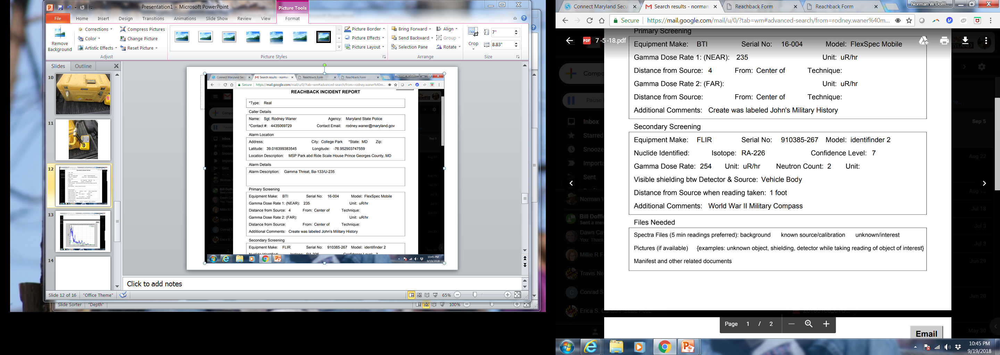 Presentation1 - Microsoft PowerPoint
Picture Tools
File Home Insert Design Transitions Animations Slide Show Review View Format
Remove Background
Corrections
Color
Artistic Effects
Compress Pictures
Change Picture
Reset Picture
Adjust
Picture Styles
Picture Border
Picture Effects
Picture Layout
Bring Forward
Send Backward
Selection Pane
Align
Group
Rotate
Arrange
Crop
7"
8.83"
Size
Slides Outline
10
11
12
13
14
Connect Maryland Secu
Search results - norman
Reachback Form
Reachback Form
Norman W Doffl...
Secure https://mail.google.com/mail/u/0/?tab=wm#advanced-search/from=rodney.waner%40m...
REACHBACK INCIDENT REPORT
*Type: Real
Caller Details
Name: Sgt. Rodney Waner Agency: Maryland State Police
*Contact #: 4435069729 Contact Email: rodney.waner@maryland.gov
Alarm Location
Address: City: College Park *State: MD Zip:
Latitude: 39.016399383545 Longitude: -76.952903747559
Location Description: MSP Park abd Ride Scale House Prince Georges County, MD
Alarm Details
Alarm Description: Gamma Threat, Ba-133/U-235
Primary Screening
Equipment Make: BTI Serial No: 16-004 Model: FlexSpec Mobile
Gamma Dose Rate 1: (NEAR): 235 Unit: uR/hr
Distance from Source: 4 From: Center of Technique:
Gamma Dose Rate 2: (FAR): Unit: uR/hr
Distance from Source: From: Center of Technique:
Additional Comments: Create was labeled John's Military History
Secondary Screening
Equipment Make: FLIR Serial No: 910385-267 Model: identifinder 2
Nuclide Identified: Isotope: RA-226 Confidence Level: 7
10:45 PM
9/19/2018
Click to add notes
Slide 12 of 16 "Office Theme" 65%
Slide Sorter "Depth" 100%
Connect Maryland Secu
Search results - norman
Reachback Form
Reachback Form
Norman W Doffl...
Secure https://mail.google.com/mail/u/0/?tab=wm#advanced-search/from=rodney.waner%40m...
PDF 7 -5 -18.pdf
Primary Screening
Equipment Make: BTI Serial No: 16-004 Model: FlexSpec Mobile
Gamma Dose Rate 1: (NEAR): 235 Unit: uR/hr
Distance from Source: 4 From: Center of Technique:
Gamma Dose Rate 2: (FAR): Unit: uR/hr
Distance from Source: From: Center of Technique:
Additional Comments: Create was labeled John's Military History
Secondary Screening
Equipment Make: FLIR Serial No: 910385-267 Model: identifinder 2
Nuclide Identified: Isotope: RA-226 Confidence Level: 7
Gamma Dose Rate: 254 Unit: uR/hr Neutron Count: 2 Unit:
Visible shielding btw Detector & Source: Vehicle Body
Distance from Source when reading taken: 1 foot
Additional Comments: World War II Military Compass
Files Needed
Spectra Files (5 min readings preferred): background known source/calibration unknown/interest
Pictures (if available) {examples: unknown object, shielding, detector while taking reading of object of interest}
Manifest and other related documents
Compo
Pause
Inbox
Starred
Snooze
Importa
Sent
Norman W
Bill Doffle
Sent a mes
Dawn Ca
You: Thank
Millie R F
Travis Ne
Conrad S
Erica S. Carlson -State Polic
Sep 5
Aug 22
Aug 15
Jul 18
Jul 3
Jul 3
Jun 29
Jun 20
May 30
Page 1 / 2
Email
10:45 PM
9/19/2018